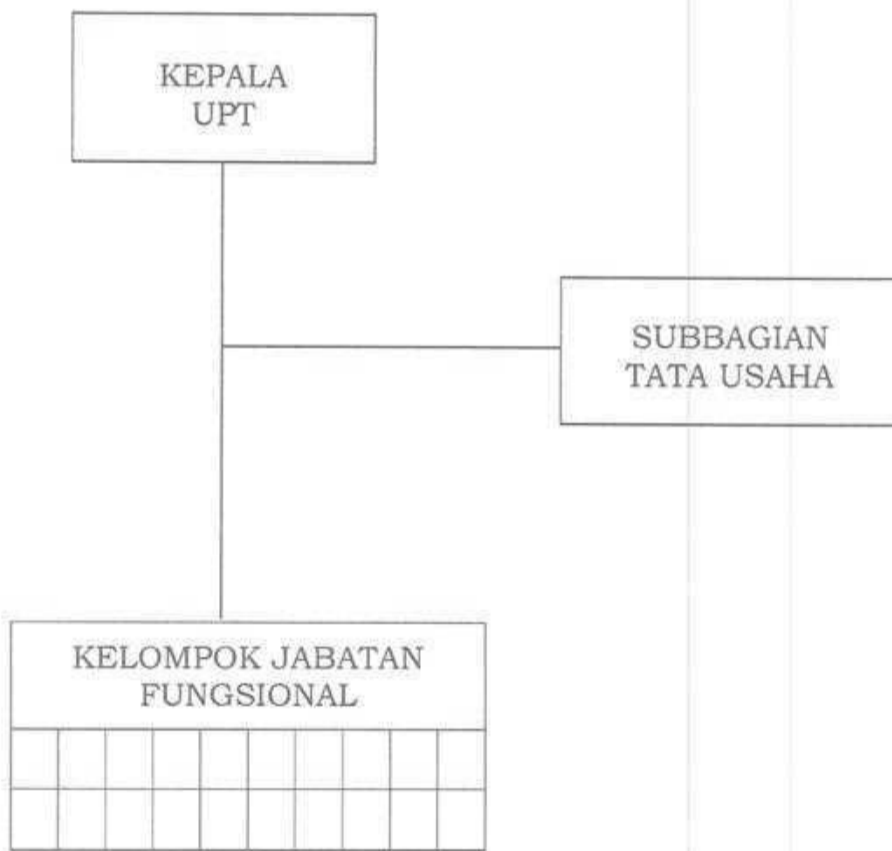 KEPALA
UPT
SUBBAGIAN
TATA USAHA
KELOMPOK JABATAN
FUNGSIONAL